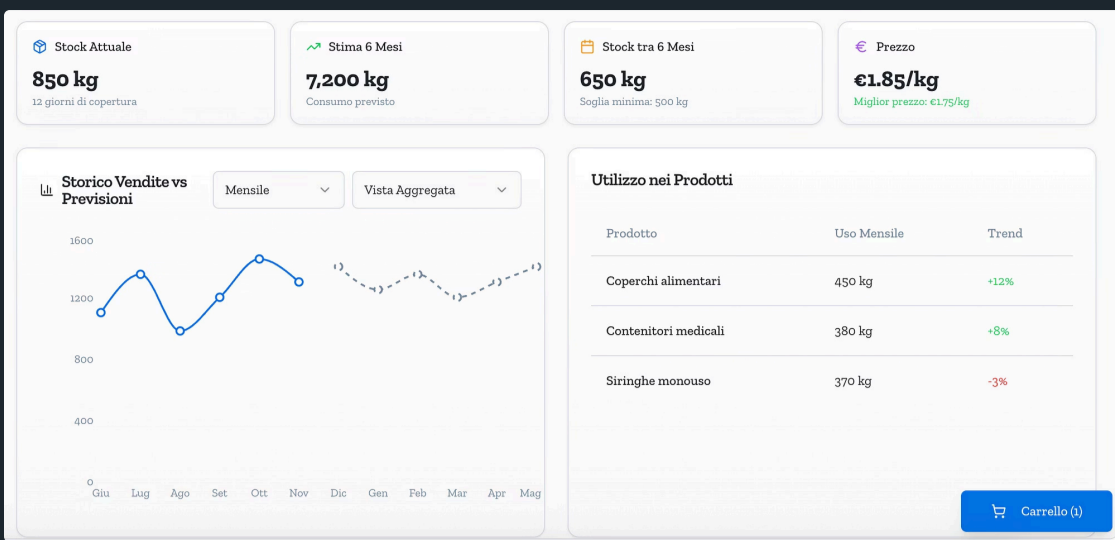 Stock Attuale
850 kg
12 giorni di copertura
Stima 6 Mesi
7,200 kg
Consumo previsto
Stock tra 6 Mesi
650 kg
Soglia minima: 500 kg
€ Prezzo
€1.85/kg
Miglior prezzo: €1.75/kg
Storico Vendite vs
Previsioni
Mensile
Vista Aggregata
1600
1200
800
400
0
Giu Lug Ago Set Ott Nov Dic Gen Feb Mar Apr Mag
Utilizzo nei Prodotti
Prodotto Uso Mensile Trend
Coperchi alimentari 450 kg +12%
Contenitori medicali 380 kg +8%
Siringhe monouso 370 kg -3%
Carrello (1)